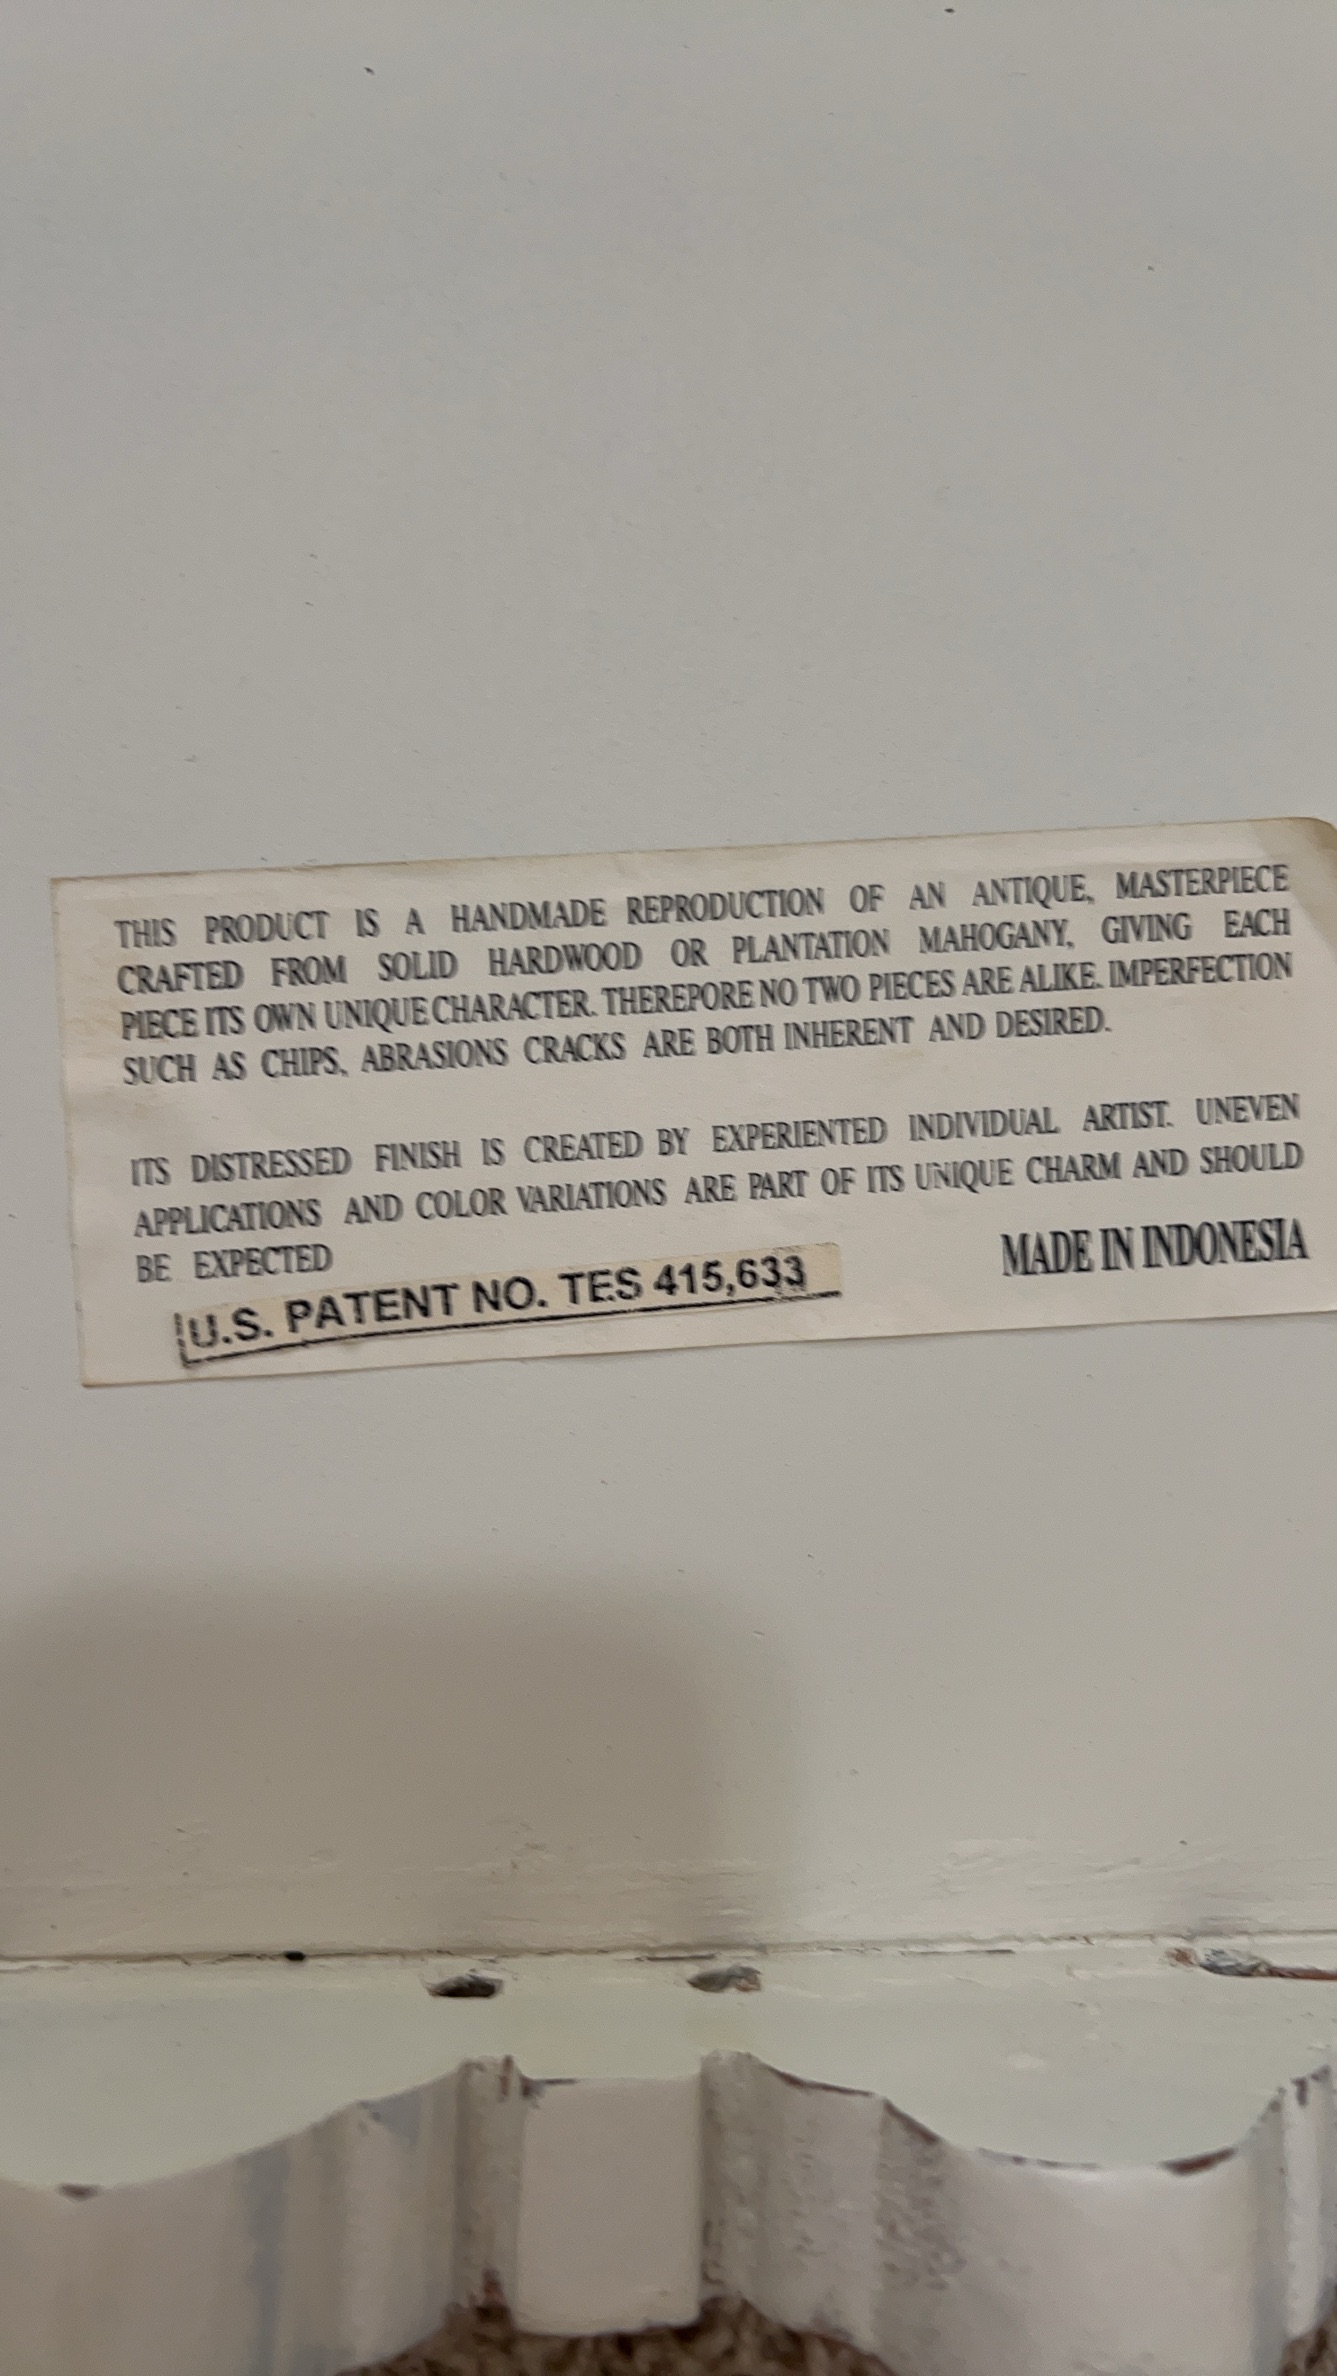 THIS PRODUCT IS A HANDMADE REPRODUCTION OF AN ANTIQUE, MASTERPIECE
CRAFTED FROM SOLID HARDWOOD OR PLANTATION MAHOGANY, GIVING EACH
PIECE ITS OWN UNIQUE CHARACTER. THEREPORE NO TWO PIECES ARE ALIKE. IMPERFECTION
SUCH AS CHIPS, ABRASIONS CRACKS ARE BOTH INHERENT AND DESIRED.
ITS DISTRESSED FINISH IS CREATED BY EXPERIENTED INDIVIDUAL ARTIST. UNEVEN
APPLICATIONS AND COLOR VARIATIONS ARE PART OF ITS UNIQUE CHARM AND SHOULD
BE EXPECTED
MADE IN INDONESIA
U.S. PATENT NO. TES 415,633